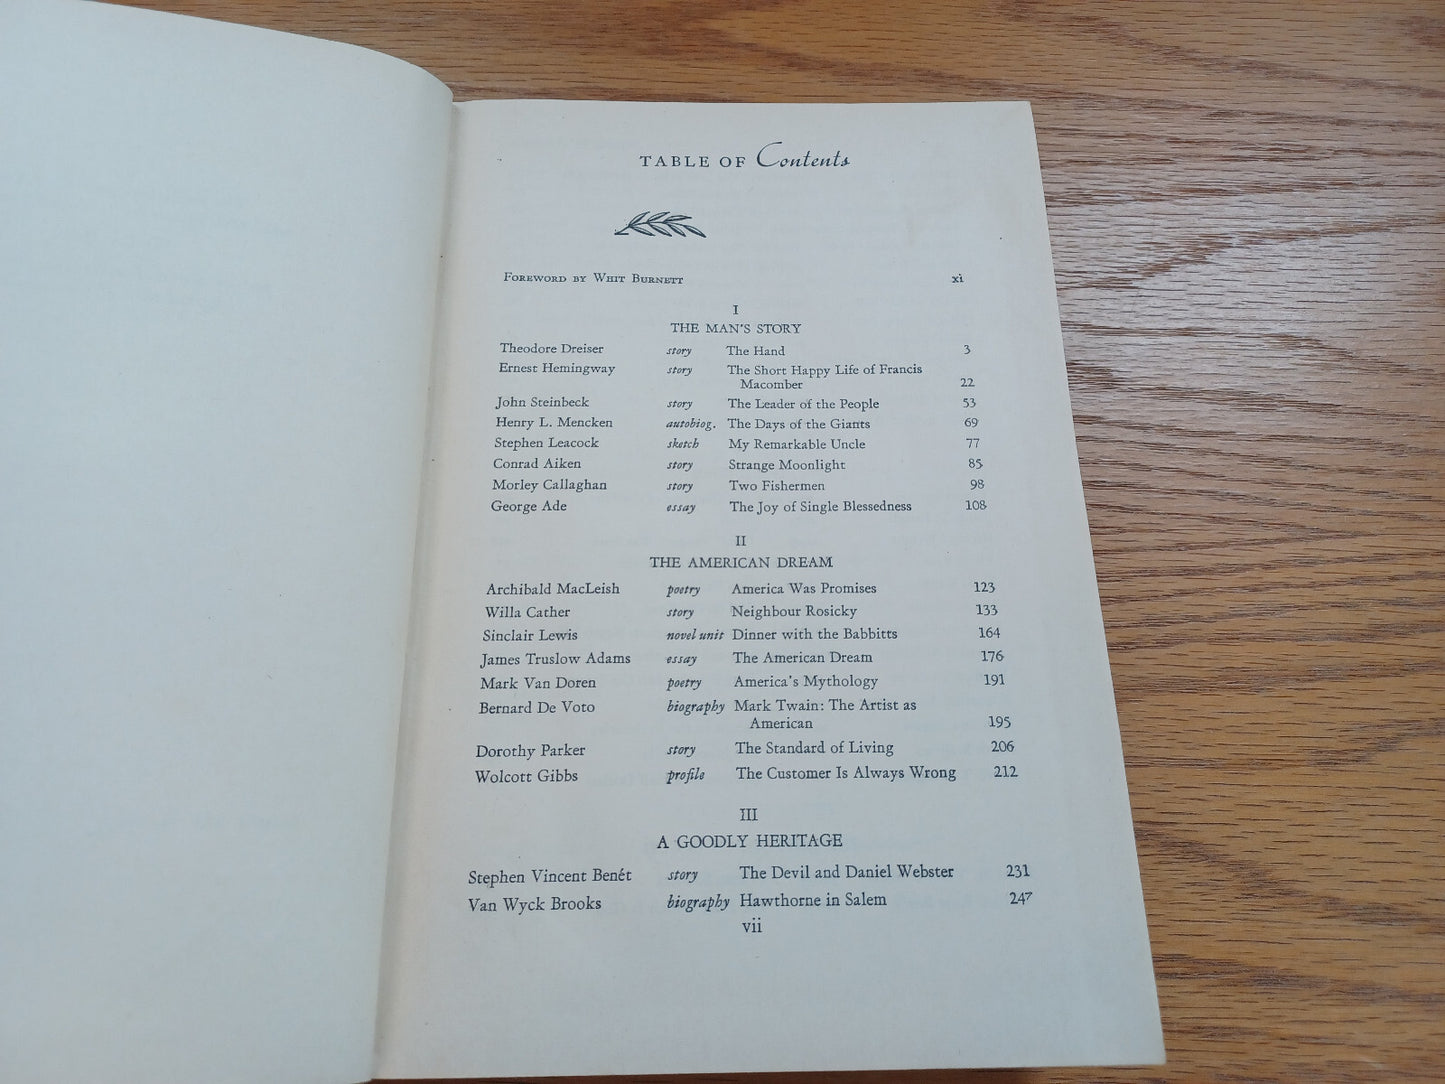 TABLE OF Contents
FOREWORD BY WHIT BURNETT xi
I
THE MAN'S STORY
Theodore Dreiser story The Hand 3
Ernest Hemingway story The Short Happy Life of Francis
Macomber 22
John Steinbeck story The Leader of the People 53
Henry L. Mencken autobiog. The Days of the Giants 69
Stephen Leacock sketch My Remarkable Uncle 77
Conrad Aiken story Strange Moonlight 85
Morley Callaghan story Two Fishermen 98
George Ade essay The Joy of Single Blessedness 108
II
THE AMERICAN DREAM
Archibald MacLeish poetry America Was Promises 123
Willa Cather story Neighbour Rosicky 133
Sinclair Lewis novel unit Dinner with the Babbitts 164
James Truslow Adams essay The American Dream 176
Mark Van Doren poetry America's Mythology 191
Bernard De Voto biography Mark Twain: The Artist as
American 195
Dorothy Parker story The Standard of Living 206
Wolcott Gibbs profile The Customer Is Always Wrong 212
III
A GOODLY HERITAGE
Stephen Vincent Benét story The Devil and Daniel Webster 231
Van Wyck Brooks biography Hawthorne in Salem 247
vii